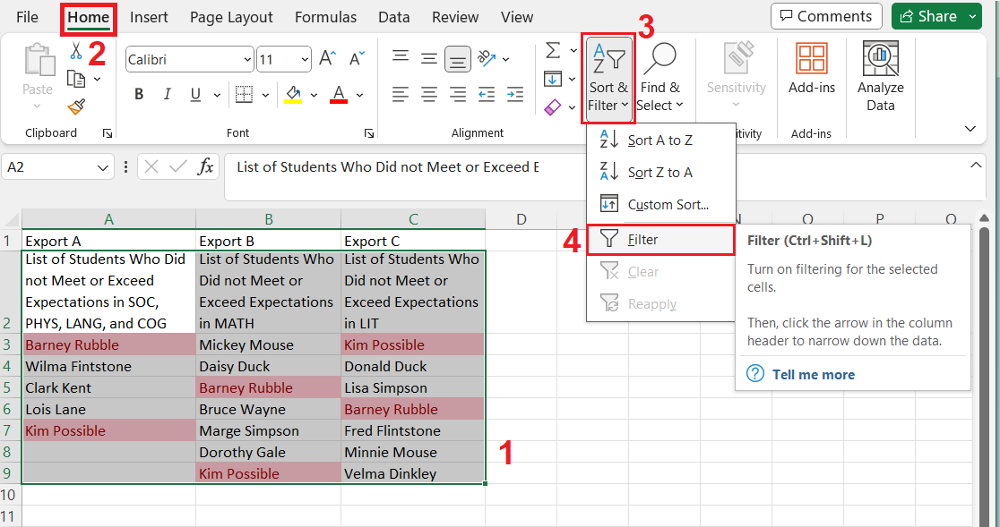 File Home Insert Page Layout Formulas Data Review View Comments Share
2
3
Paste
Calibri 11
B I U A
Sort &
Filter
Find &
Select
Sensitivity
Add-ins
Analyze
Data
Clipboard Font Alignment tivity Add-ins
A2 fx List of Students Who Did not Meet or Exceed E
Sort A to Z
Sort Z to A
Custom Sort...
4 Filter
Clear
Reapply
Filter (Ctrl+Shift+L)
Turn on filtering for the selected
cells.
Then, click the arrow in the column
header to narrow down the data.
Tell me more
A B C D N O P Q
1 Export A Export B Export C
2 List of Students Who Did
not Meet or Exceed
Expectations in SOC,
PHYS, LANG, and COG
List of Students Who
Did not Meet or
Exceed Expectations
in MATH
List of Students Who
Did not Meet or
Exceed Expectations
in LIT
3 Barney Rubble Mickey Mouse Kim Possible
4 Wilma Fintstone Daisy Duck Donald Duck
5 Clark Kent Barney Rubble Lisa Simpson
6 Lois Lane Bruce Wayne Barney Rubble
7 Kim Possible Marge Simpson Fred Flintstone
8 Dorothy Gale Minnie Mouse
9 Kim Possible Velma Dinkley
1
10
11